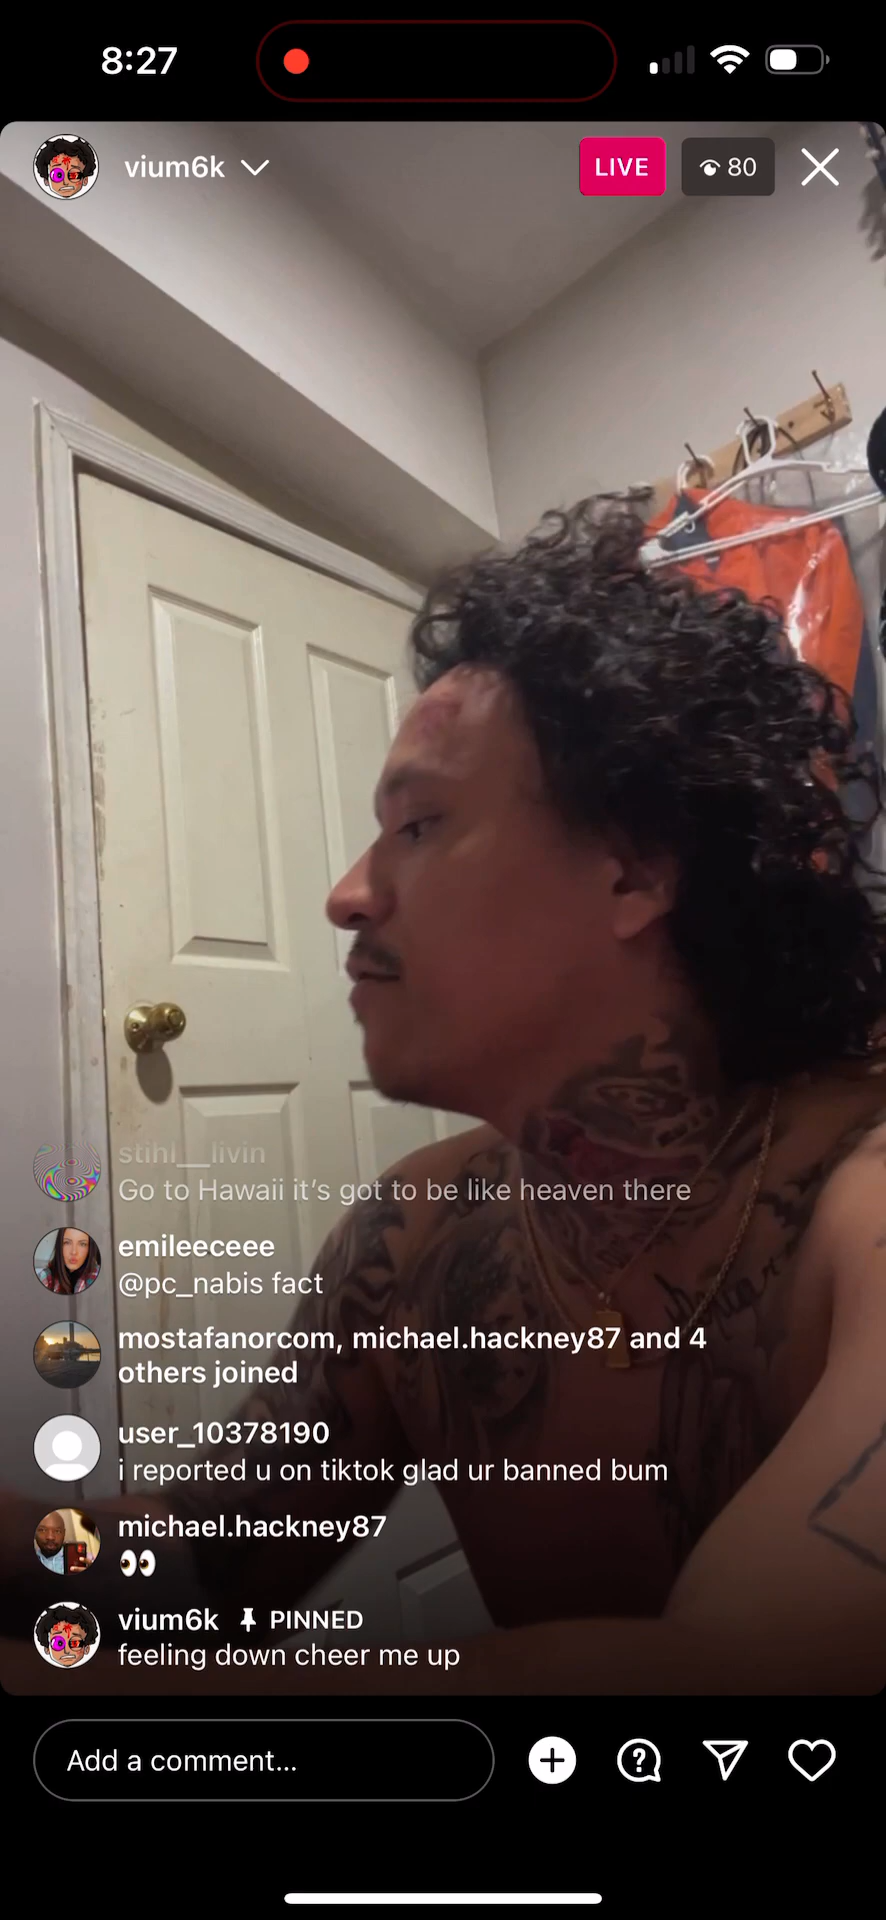 8:27
vium6k
LIVE
80
stihl__livin
Go to Hawaii it’s got to be like heaven there
emileeceee
@pc_nabis fact
mostafanorcom, michael.hackney87 and 4
others joined
user_10378190
i reported u on tiktok glad ur banned bum
michael.hackney87
👀
vium6k PINNED
feeling down cheer me up
Add a comment...